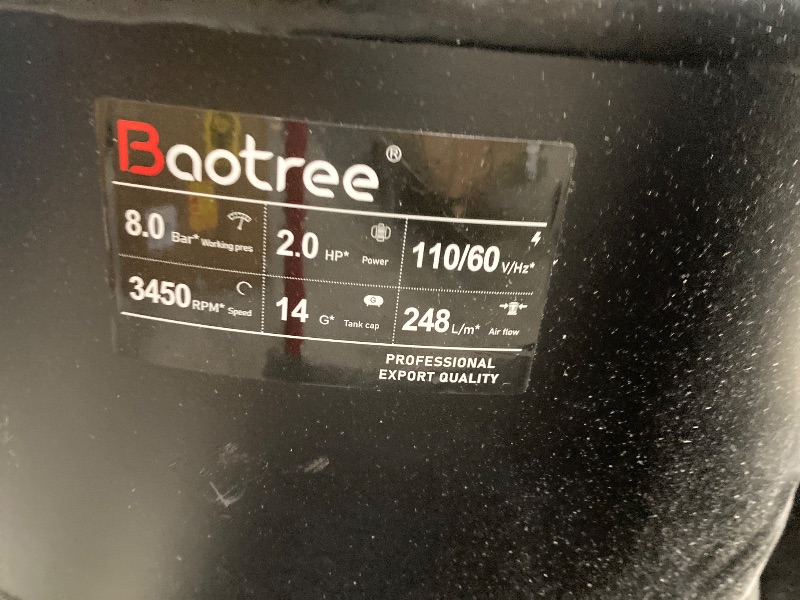 Baotree®
8.0 Bar* Working pres
2.0 HP* Power
110/60 V/Hz*
3450 RPM* Speed
14 G* Tank cap
248 L/m* Air flow
PROFESSIONAL
EXPORT QUALITY